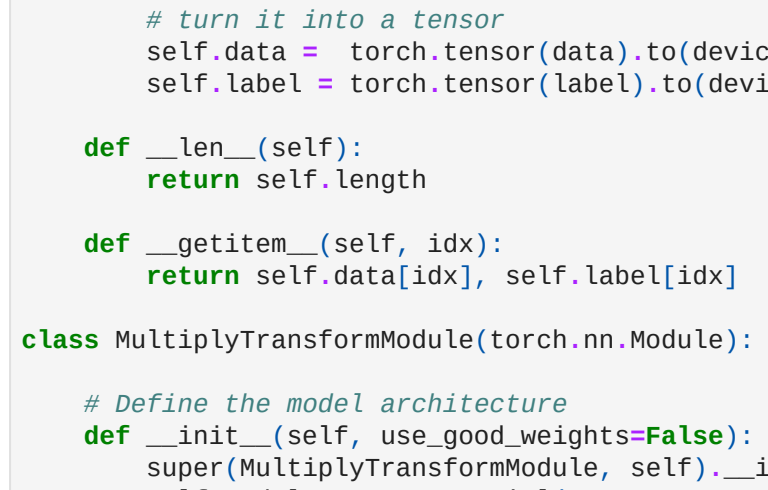 # turn it into a tensor
self.data =  torch.tensor(data).to(devic
self.label = torch.tensor(label).to(devi
def __len__(self):
return self.length
def __getitem__(self, idx):
return self.data[idx], self.label[idx]
class MultiplyTransformModule(torch.nn.Module):
# Define the model architecture
def __init__(self, use_good_weights=False):
super(MultiplyTransformModule, self).__i